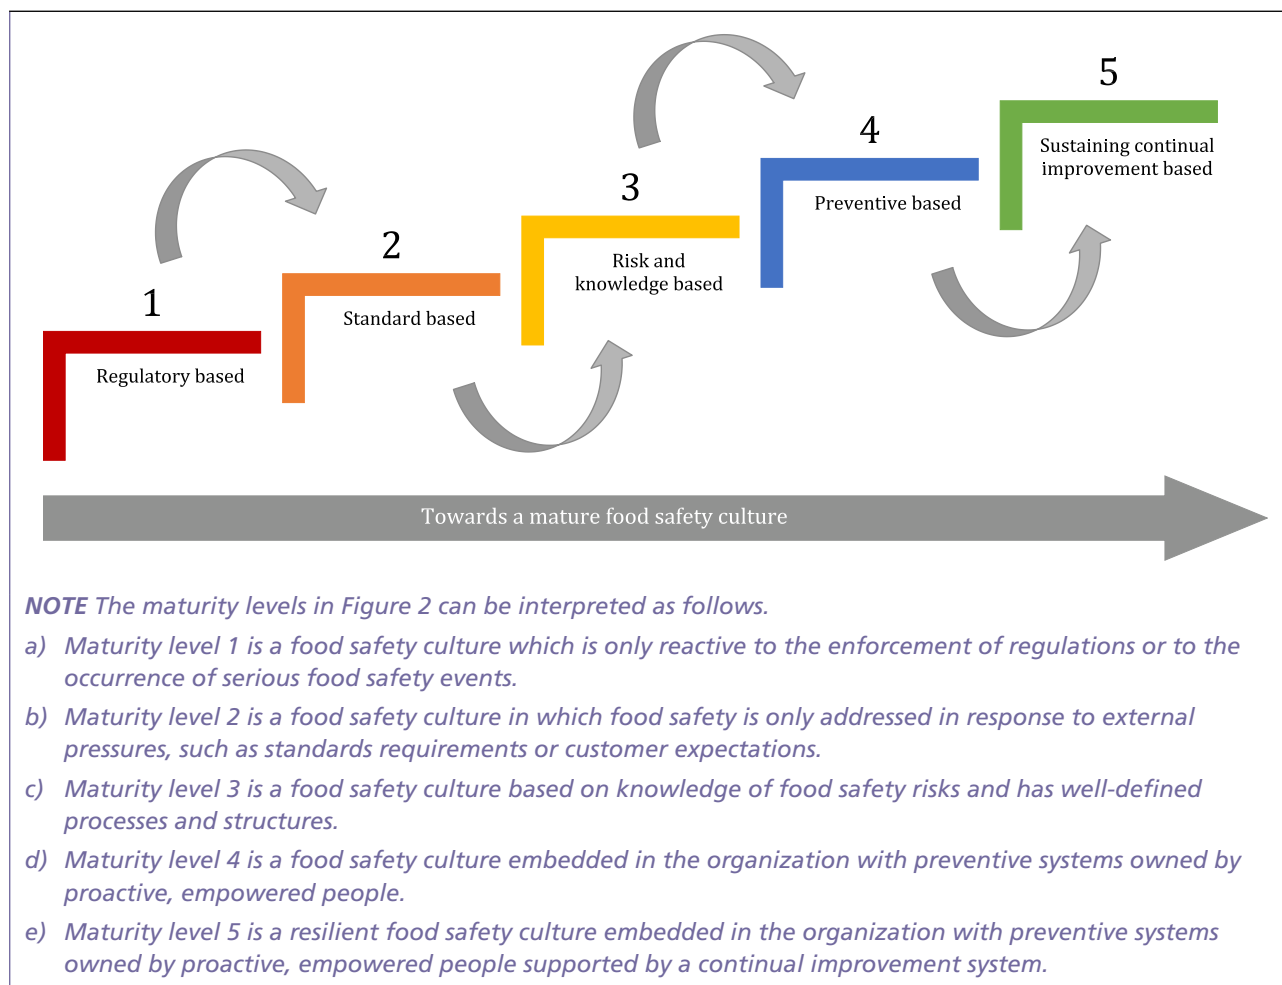 5
Sustaining continual
improvement based
4
Preventive based
3
Risk and
knowledge based
2
Standard based
1
Regulatory based
Towards a mature food safety culture
NOTE The maturity levels in Figure 2 can be interpreted as follows.
a) Maturity level 1 is a food safety culture which is only reactive to the enforcement of regulations or to the
occurrence of serious food safety events.
b) Maturity level 2 is a food safety culture in which food safety is only addressed in response to external
pressures, such as standards requirements or customer expectations.
c) Maturity level 3 is a food safety culture based on knowledge of food safety risks and has well-defined
processes and structures.
d) Maturity level 4 is a food safety culture embedded in the organization with preventive systems owned by
proactive, empowered people.
e) Maturity level 5 is a resilient food safety culture embedded in the organization with preventive systems
owned by proactive, empowered people supported by a continual improvement system.